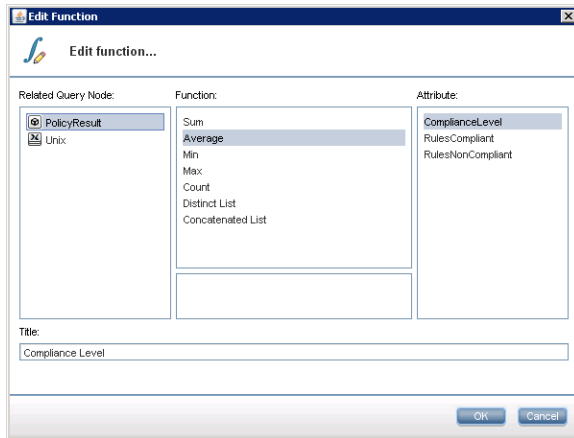 Edit Function
Edit function...
Related Query Node:
PolicyResult
Unix
Function:
Sum
Average
Min
Max
Count
Distinct List
Concatenated List
Attribute:
ComplianceLevel
RulesCompliant
RulesNonCompliant
Title:
Compliance Level
OK
Cancel